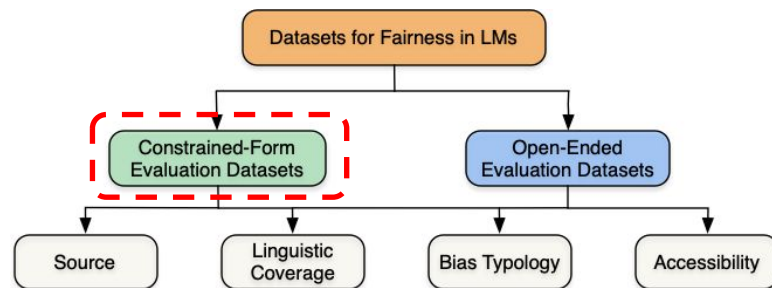 Datasets for Fairness in LMs
Constrained-Form
Evaluation Datasets
Open-Ended
Evaluation Datasets
Source
Linguistic
Coverage
Bias Typology
Accessibility